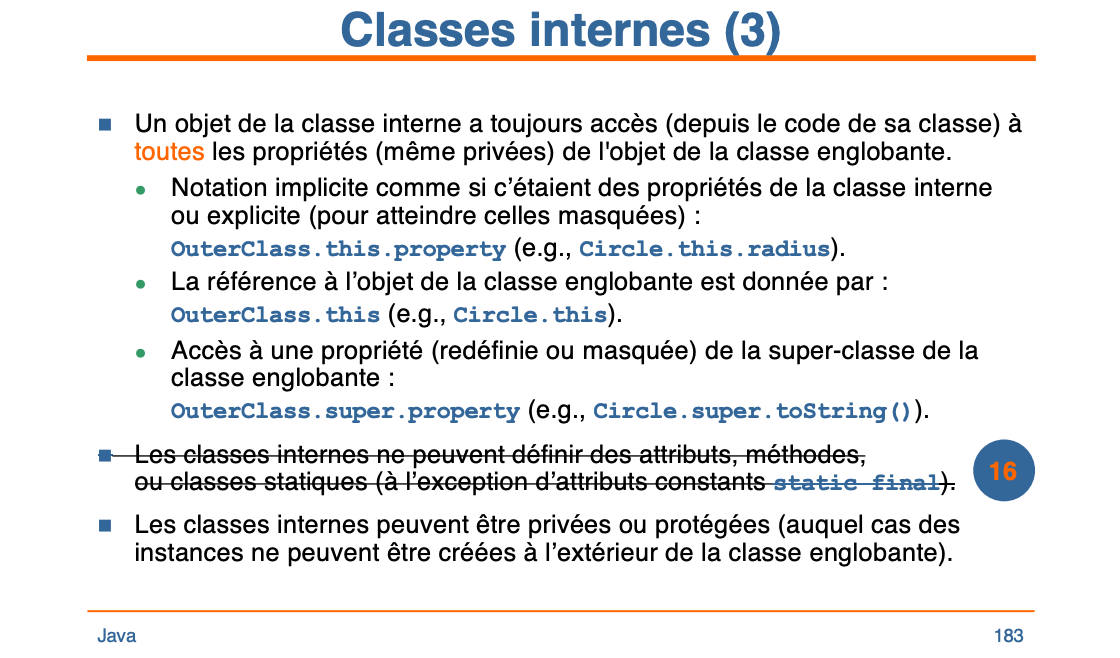 Classes internes (3)
Un objet de la classe interne a toujours accès (depuis le code de sa classe) à
toutes les propriétés (même privées) de l'objet de la classe englobante.
Notation implicite comme si c’étaient des propriétés de la classe interne
ou explicite (pour atteindre celles masquées) :
OuterClass.this.property (e.g., Circle.this.radius).
La référence à l’objet de la classe englobante est donnée par :
OuterClass.this (e.g., Circle.this).
Accès à une propriété (redéfinie ou masquée) de la super-classe de la
classe englobante :
OuterClass.super.property (e.g., Circle.super.toString()).
Les classes internes ne peuvent définir des attributs, méthodes,
ou classes statiques (à l’exception d’attributs constants static final).
16
Les classes internes peuvent être privées ou protégées (auquel cas des
instances ne peuvent être créées à l’extérieur de la classe englobante).
Java
183